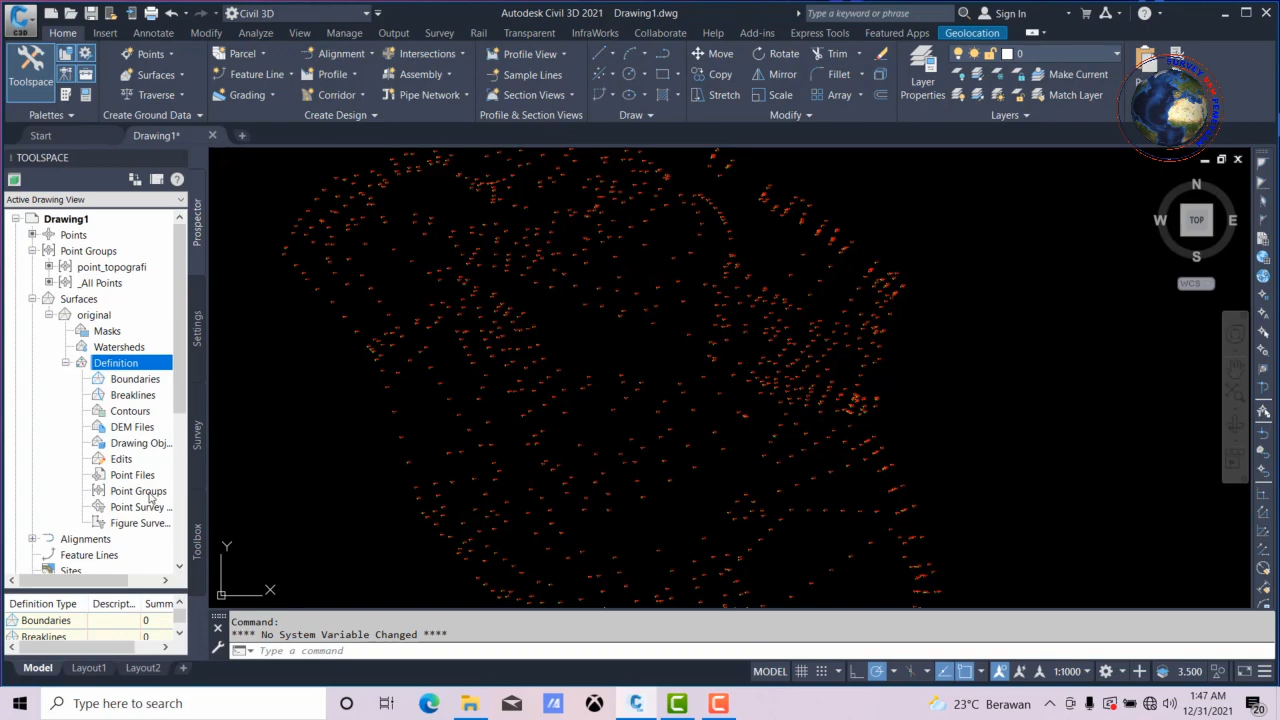 C3D
Civil 3D
Autodesk Civil 3D 2021 Drawing1.dwg
Type a keyword or phrase
Sign In
Home Insert Annotate Modify Analyze View Manage Output Survey Rail Transparent InfraWorks Collaborate Help Add-ins Express Tools Featured Apps Geolocation
Toolspace
Points
Surfaces
Traverse
Parcel
Feature Line
Grading
Alignment
Profile
Corridor
Intersections
Assembly
Pipe Network
Profile View
Sample Lines
Section Views
Move
Copy
Stretch
Rotate
Mirror
Scale
Trim
Fillet
Array
Layer
Properties
0
Make Current
Match Layer
Palettes
Create Ground Data
Create Design
Profile & Section Views
Draw
Modify
Layers
Start
Drawing1*
TOOLSPACE
Active Drawing View
Drawing1
Points
Point Groups
point_topografi
_All Points
Surfaces
original
Masks
Watersheds
Definition
Boundaries
Breaklines
Contours
DEM Files
Drawing Obj...
Edits
Point Files
Point Groups
Point Survey ...
Figure Surve...
Alignments
Feature Lines
Sites
Prospector
Settings
Survey
Toolbox
Definition Type Descript... Summ
Boundaries 0
Breaklines 0
N
W TOP E
S
WCS
Y
X
Command:
**** No System Variable Changed ****
Type a command
Model Layout1 Layout2 +
MODEL
1:1000
3.500
Type here to search
23°C Berawan
1:47 AM
12/31/2021
20